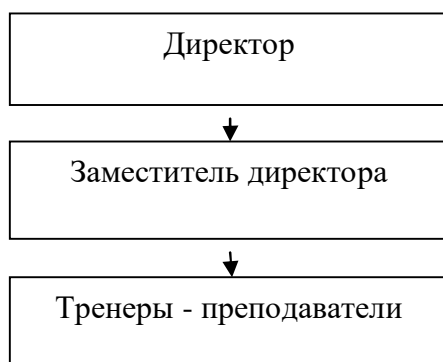 Директор
Заместитель директора
Тренеры - преподаватели